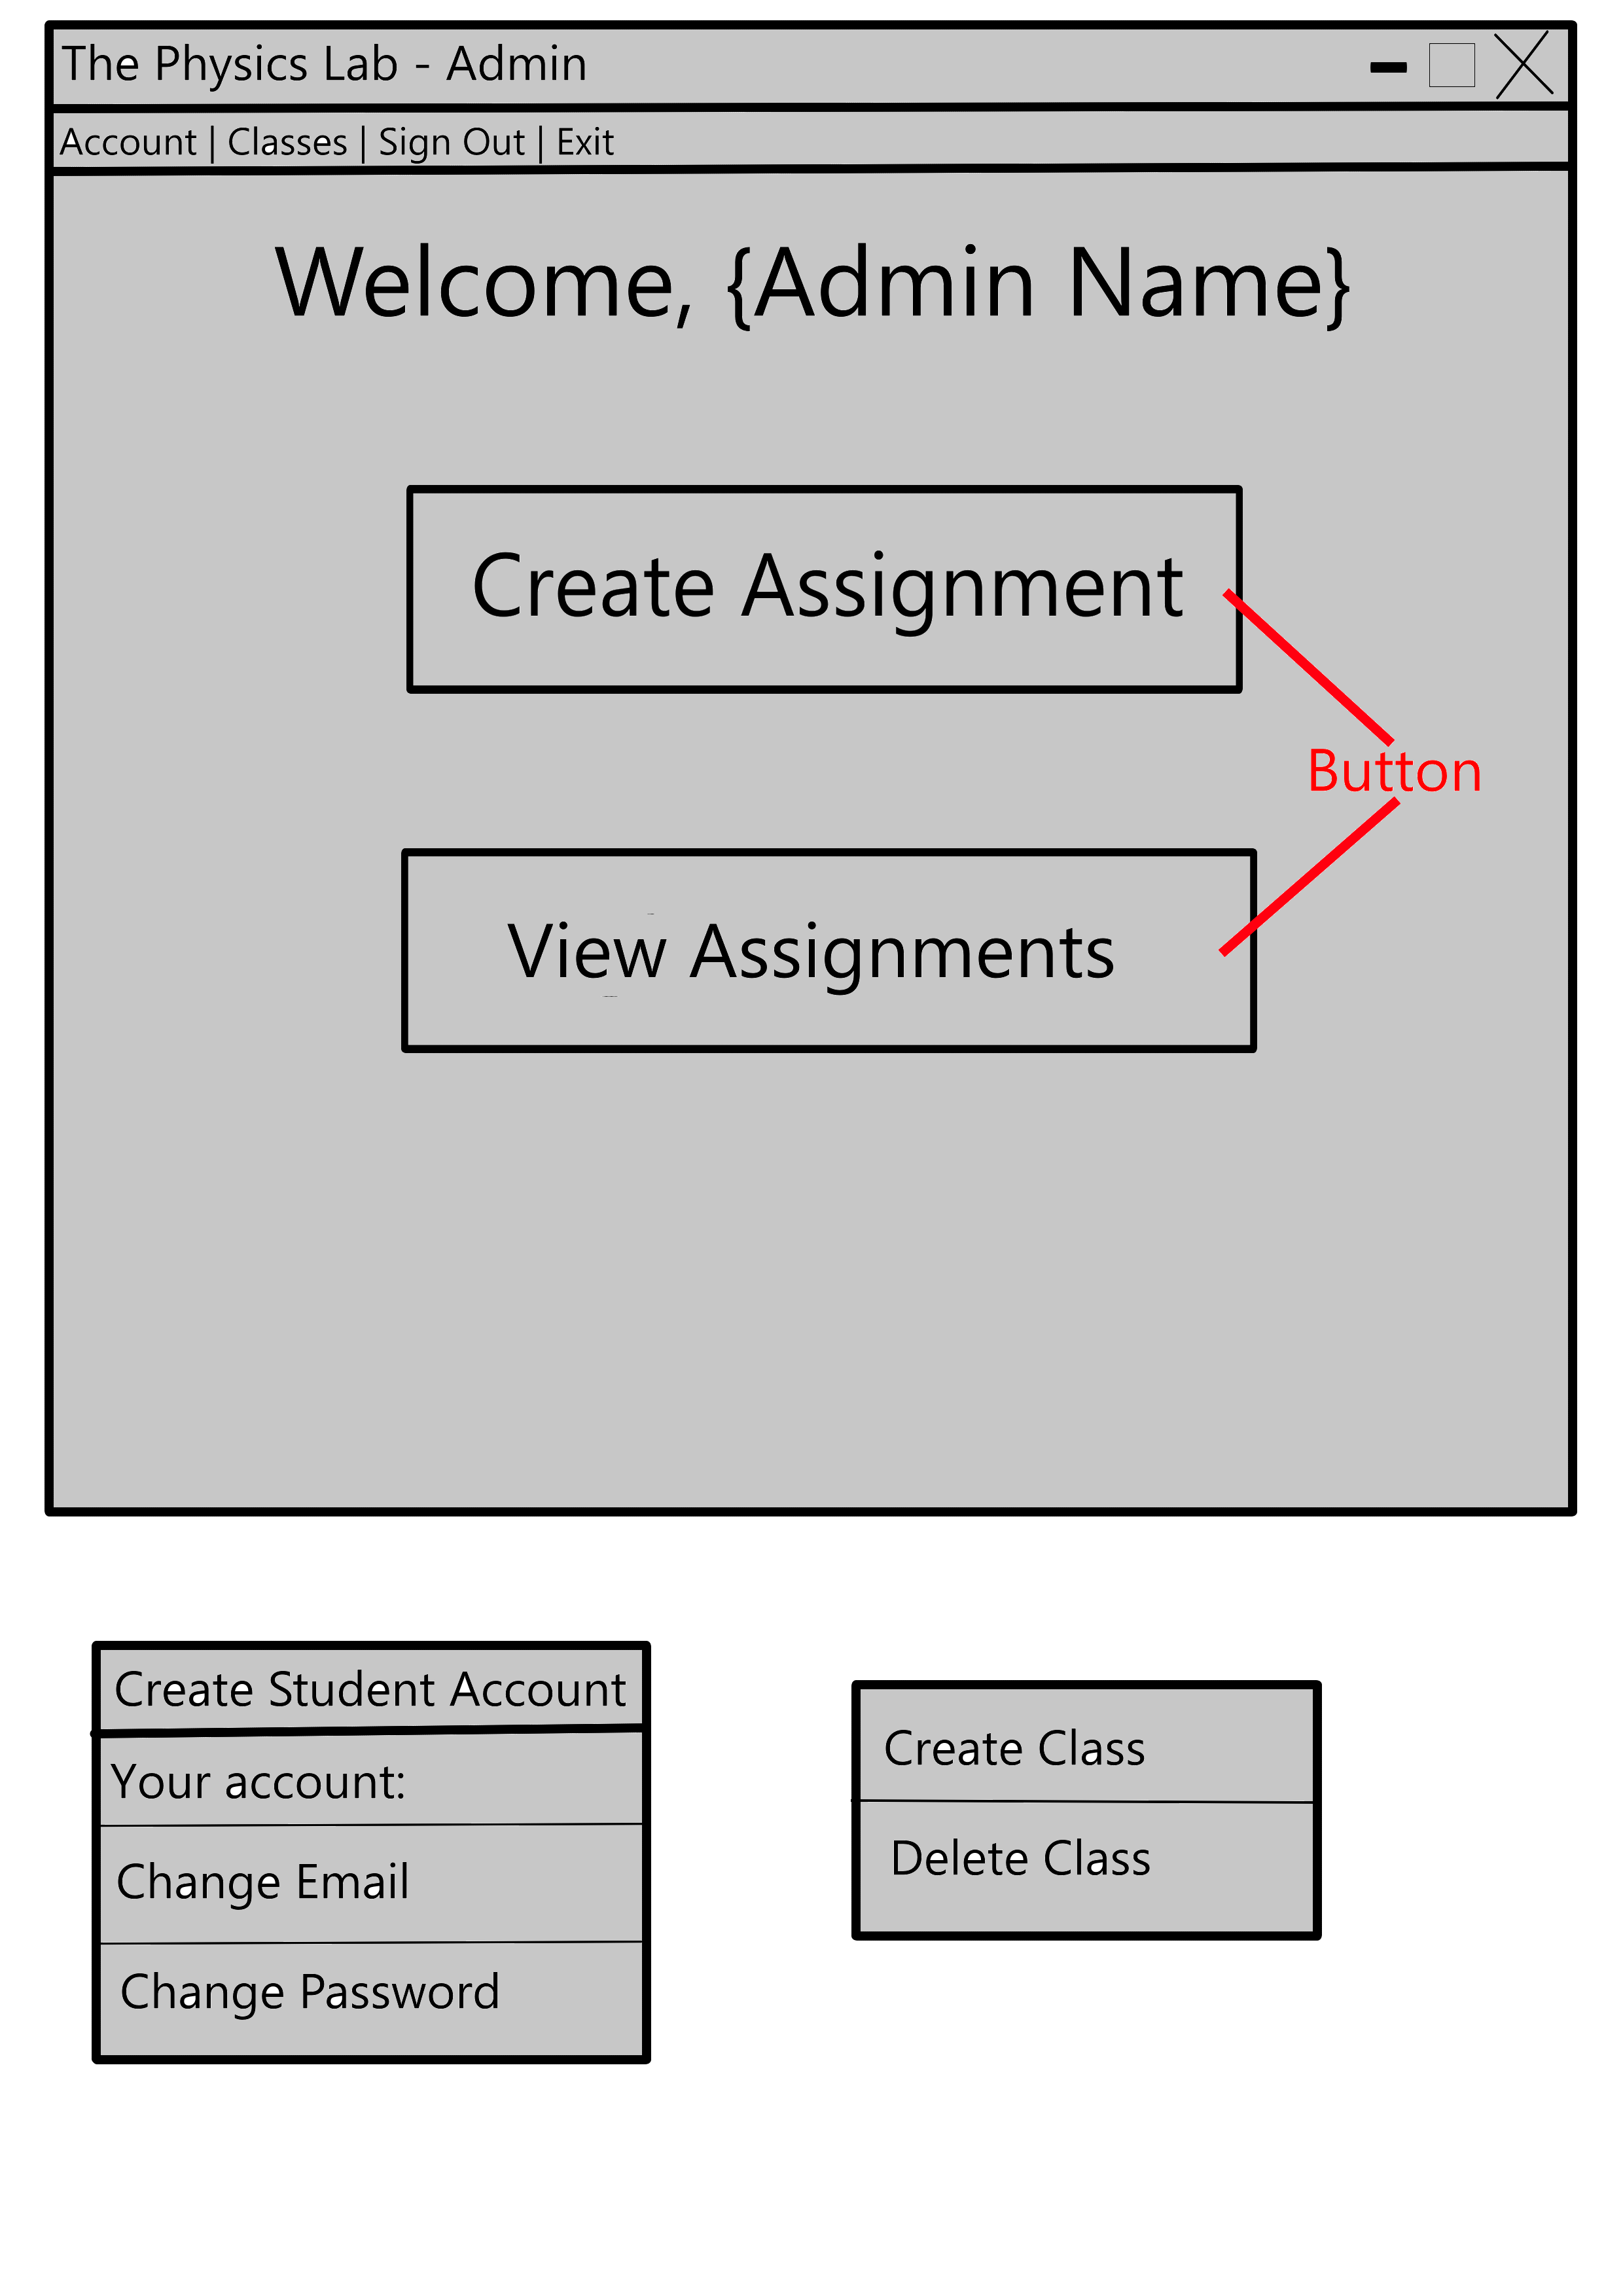 The Physics Lab - Admin
Account | Classes | Sign Out | Exit
Welcome, {Admin Name}
Create Assignment
Button
View Assignments
Create Student Account
Your account:
Change Email
Change Password
Create Class
Delete Class